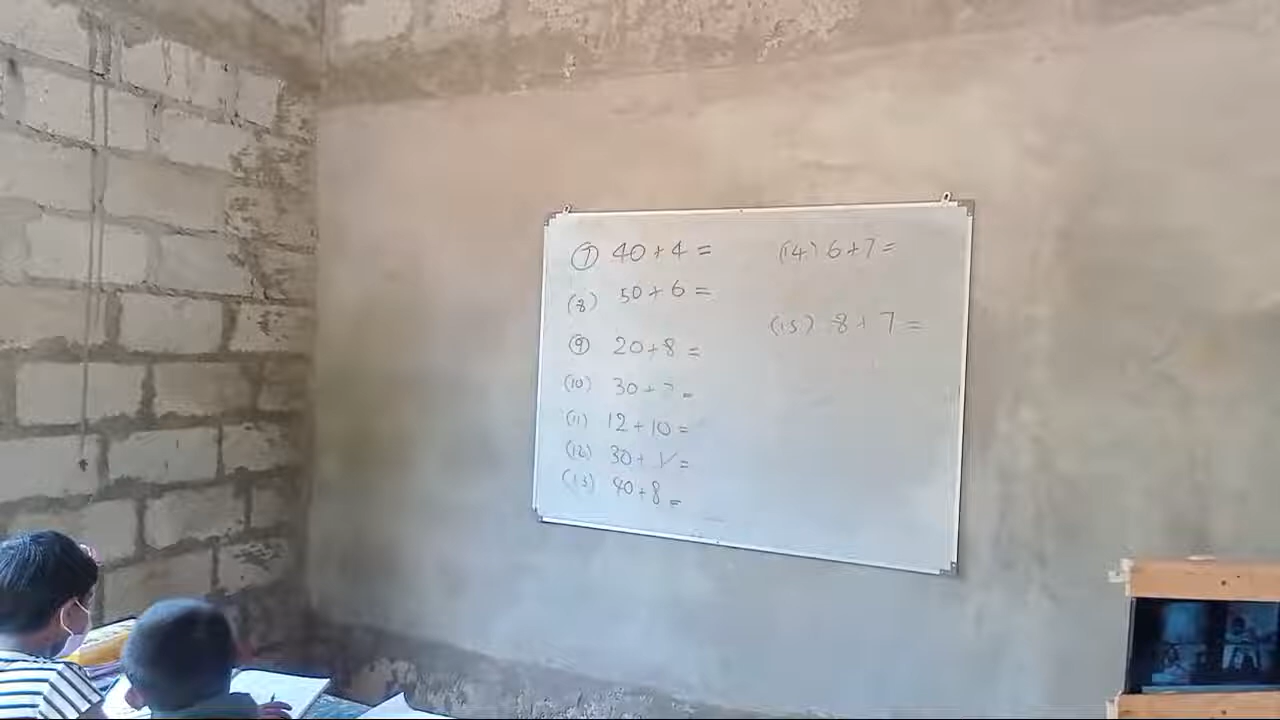 (7) 40 + 4 =
(8) 50 + 6 =
(9) 20 + 8 =
(10) 30 + 7 =
(11) 12 + 10 =
(12) 30 + =
(13) 40 + 8 =
(14) 6 + 7 =
(15) 8 + 7 =